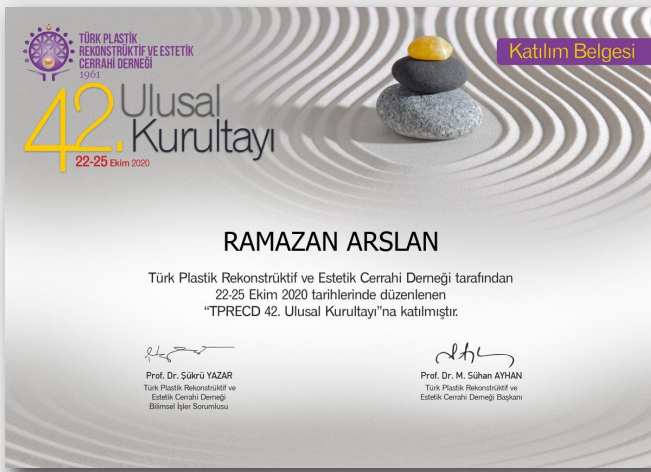 TÜRK PLASTİK
REKONSTRÜKTİF VE ESTETİK
CERRAHİ DERNEĞİ
1961
Katılım Belgesi
42. Ulusal
Kurultayı
22-25 Ekim 2020
RAMAZAN ARSLAN
Türk Plastik Rekonstrüktif ve Estetik Cerrahi Derneği tarafından
22-25 Ekim 2020 tarihlerinde düzenlenen
“TPRECD 42. Ulusal Kurultayı”na katılmıştır.
Prof. Dr. Şükrü YAZAR
Türk Plastik Rekonstrüktif ve
Estetik Cerrahi Derneği
Bilimsel İşler Sorumlusu
Prof. Dr. M. Sühan AYHAN
Türk Plastik Rekonstrüktif ve
Estetik Cerrahi Derneği Başkanı